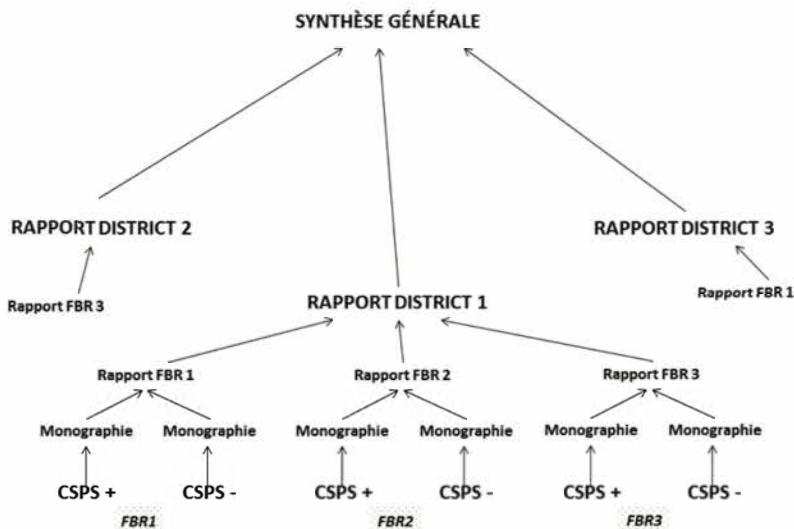 SYNTHÈSE GÉNÉRALE
RAPPORT DISTRICT 2
RAPPORT DISTRICT 3
Rapport FBR 3
Rapport FBR 1
RAPPORT DISTRICT 1
Rapport FBR 1
Rapport FBR 2
Rapport FBR 3
Monographie Monographie Monographie Monographie Monographie Monographie
CSPS + CSPS - CSPS + CSPS - CSPS + CSPS -
FBR1 FBR2 FBR3